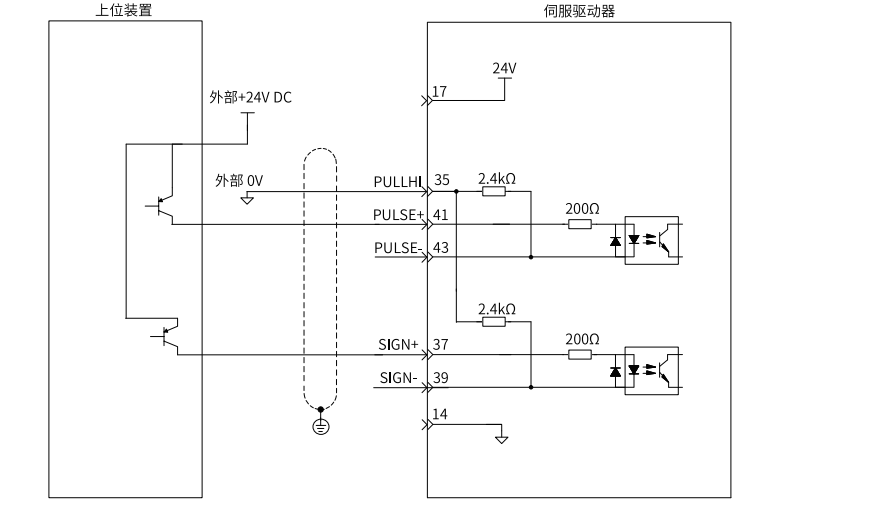 上位装置
伺服驱动器
24V
17
外部+24V DC
外部 0V
PULLHI
35
2.4kΩ
PULSE+
41
200Ω
PULSE-
43
2.4kΩ
SIGN+
37
200Ω
SIGN-
39
14